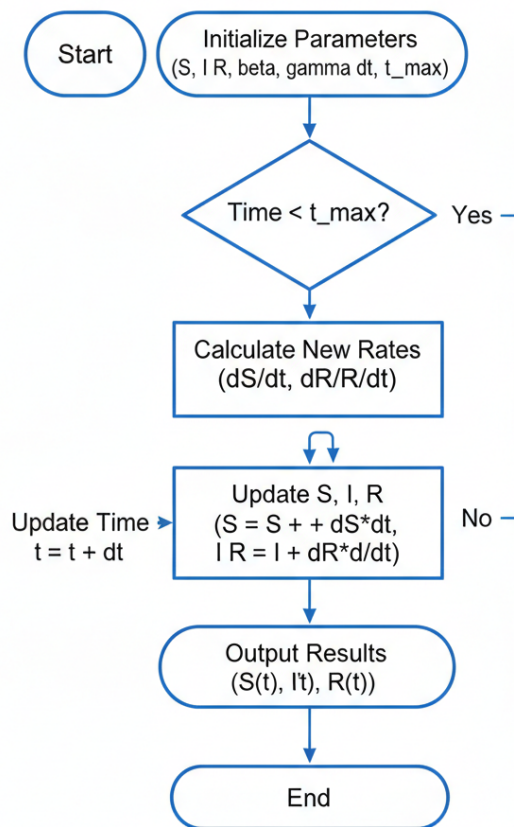 Start
Initialize Parameters
(S, I R, beta, gamma dt, t_max)
Time < t_max?
Yes
Calculate New Rates
(dS/dt, dR/R/dt)
Update Time
t = t + dt
Update S, I, R
(S = S + + dS*dt,
I R = I + dR*d/dt)
No
Output Results
(S(t), I't), R(t))
End